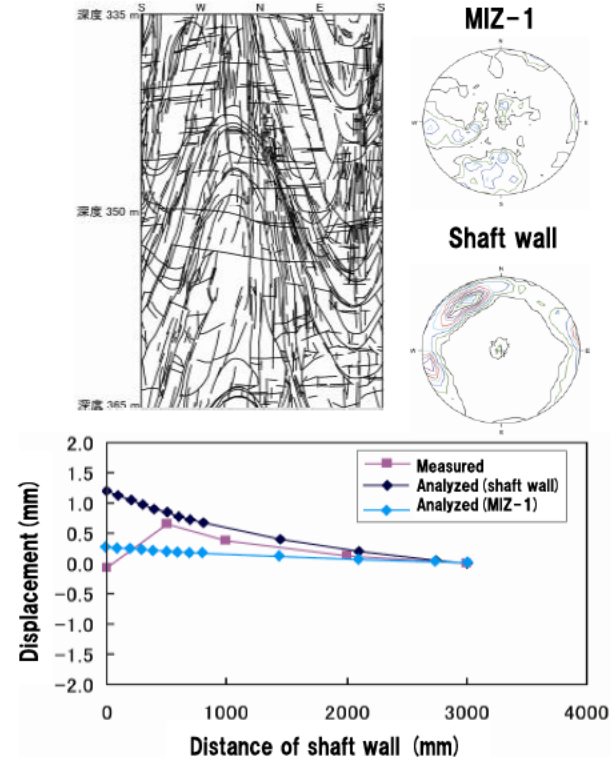 S W N E S
深度 335 m
深度 350 m
深度 365 m
MIZ-1
N
W E
S
Shaft wall
N
W E
S
2.0
1.5
1.0
0.5
0.0
-0.5
-1.0
-1.5
-2.0
Displacement (mm)
Measured
Analyzed (shaft wall)
Analyzed (MIZ-1)
0 1000 2000 3000 4000
Distance of shaft wall (mm)